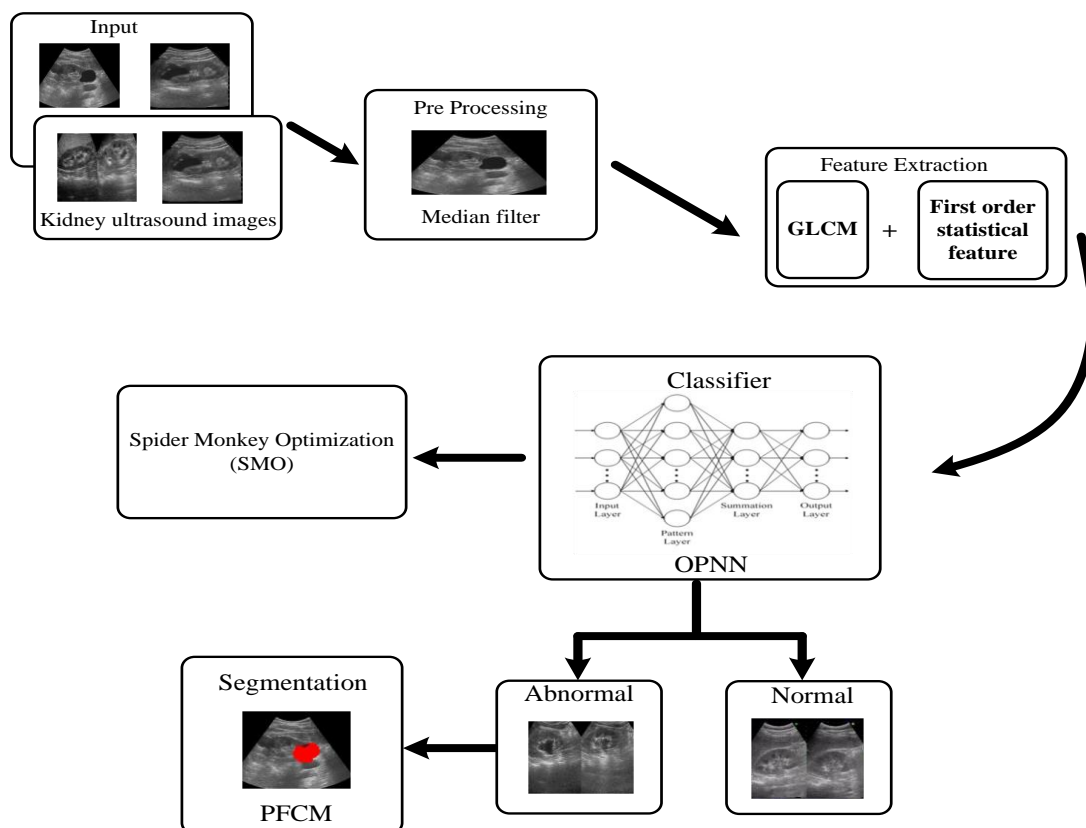 Input
Kidney ultrasound images
Pre Processing
Median filter
Feature Extraction
GLCM
+
First order
statistical
feature
Classifier
Input
Layer
Pattern
Layer
Summation
Layer
Output
Layer
OPNN
Spider Monkey Optimization
(SMO)
Abnormal
Normal
Segmentation
PFCM